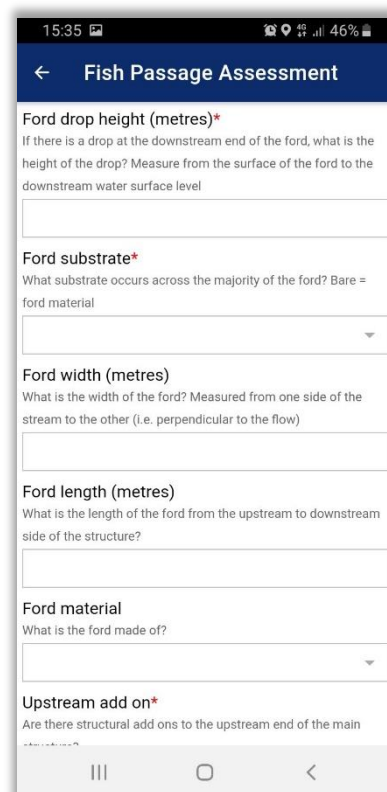 15:35 46%
← Fish Passage Assessment
Ford drop height (metres)*
If there is a drop at the downstream end of the ford, what is the
height of the drop? Measure from the surface of the ford to the
downstream water surface level
Ford substrate*
What substrate occurs across the majority of the ford? Bare =
ford material
Ford width (metres)
What is the width of the ford? Measured from one side of the
stream to the other (i.e. perpendicular to the flow)
Ford length (metres)
What is the length of the ford from the upstream to downstream
side of the structure?
Ford material
What is the ford made of?
Upstream add on*
Are there structural add ons to the upstream end of the main